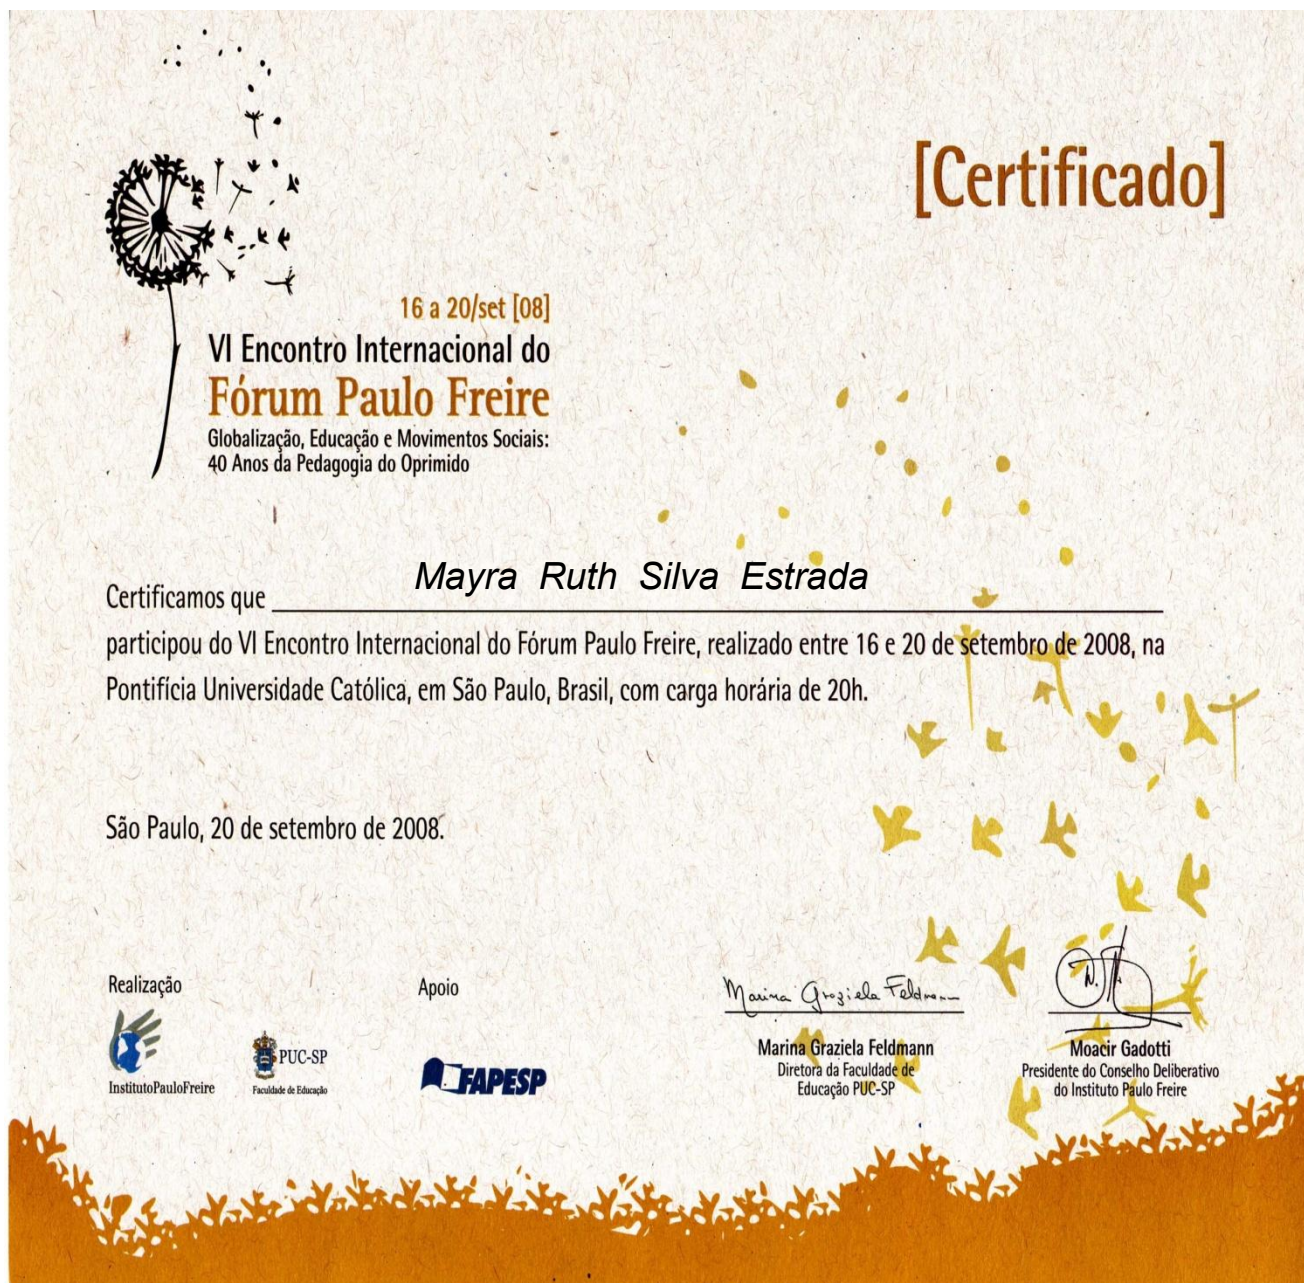 [Certificado]
16 a 20/set [08]
VI Encontro Internacional do
Fórum Paulo Freire
Globalização, Educação e Movimentos Sociais:
40 Anos da Pedagogia do Oprimido
Mayra Ruth Silva Estrada
Certificamos que
participou do VI Encontro Internacional do Fórum Paulo Freire, realizado entre 16 e 20 de setembro de 2008, na
Pontifícia Universidade Católica, em São Paulo, Brasil, com carga horária de 20h.
São Paulo, 20 de setembro de 2008.
Realização
InstitutoPauloFreire
PUC-SP
Faculdade de Educação
Apoio
FAPESP
Marina Graziela Feldmann
Marina Graziela Feldmann
Diretora da Faculdade de
Educação PUC-SP
Moacir Gadotti
Presidente do Conselho Deliberativo
do Instituto Paulo Freire